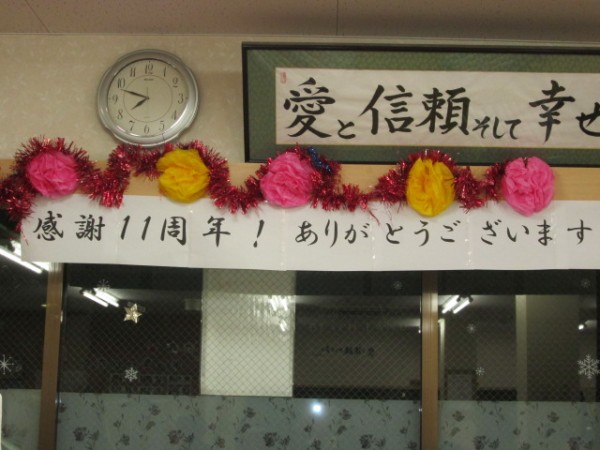 愛と信頼そして幸せ
感謝11周年！ ありがとうございます